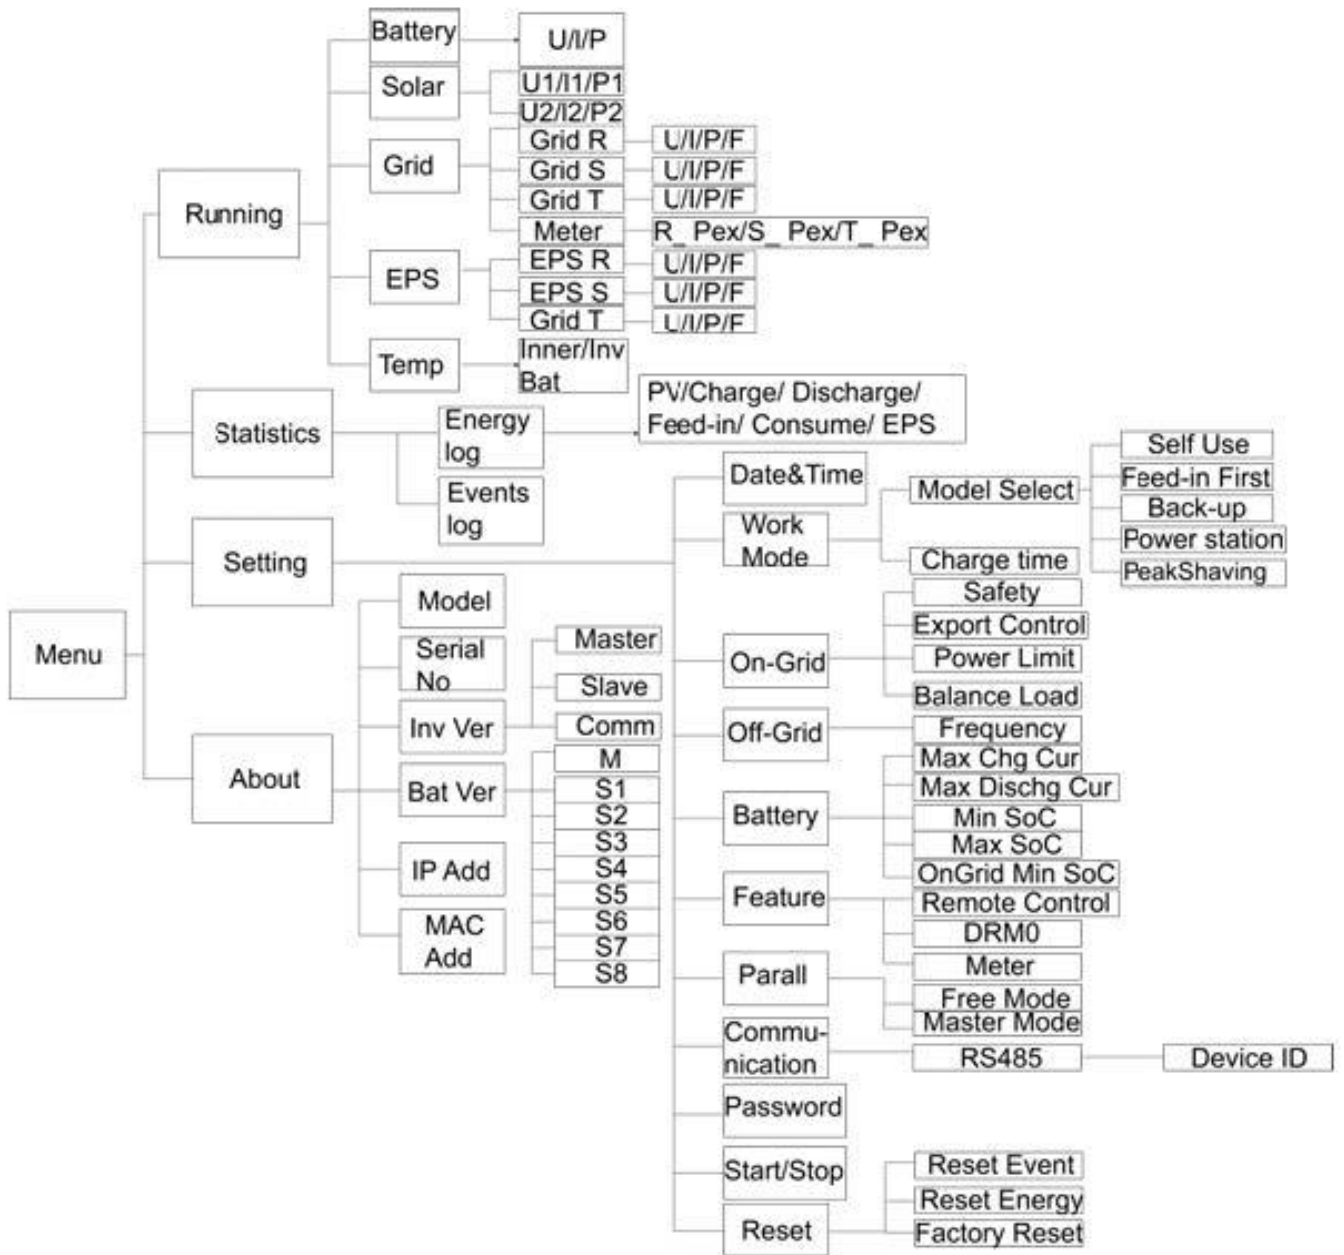 Menu
Running
Battery
U/I/P
Solar
U1/I1/P1
U2/I2/P2
Grid
Grid R
U/I/P/F
Grid S
U/I/P/F
Grid T
U/I/P/F
Meter
R_ Pex/S_ Pex/T_ Pex
EPS
EPS R
U/I/P/F
EPS S
U/I/P/F
Grid T
U/I/P/F
Temp
Inner/Inv
Bat
Statistics
Energy
log
PV/Charge/ Discharge/
Feed-in/ Consume/ EPS
Events
log
Setting
Date&Time
Work
Mode
Model Select
Self Use
Feed-in First
Back-up
Power station
PeakShaving
Charge time
On-Grid
Safety
Export Control
Power Limit
Balance Load
Off-Grid
Frequency
Battery
Max Chg Cur
Max Dischg Cur
Min SoC
Max SoC
OnGrid Min SoC
Feature
Remote Control
DRM0
Meter
Parall
Free Mode
Master Mode
Commu-
nication
RS485
Device ID
Password
Start/Stop
Reset
Reset Event
Reset Energy
Factory Reset
About
Model
Serial
No
Inv Ver
Master
Slave
Comm
Bat Ver
M
S1
S2
S3
S4
S5
S6
S7
S8
IP Add
MAC
Add